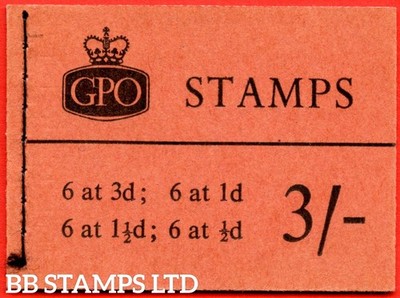 GPO STAMPS
6 at 3d; 6 at 1d
6 at 1½d; 6 at ½d 3/-
BB STAMPS LTD